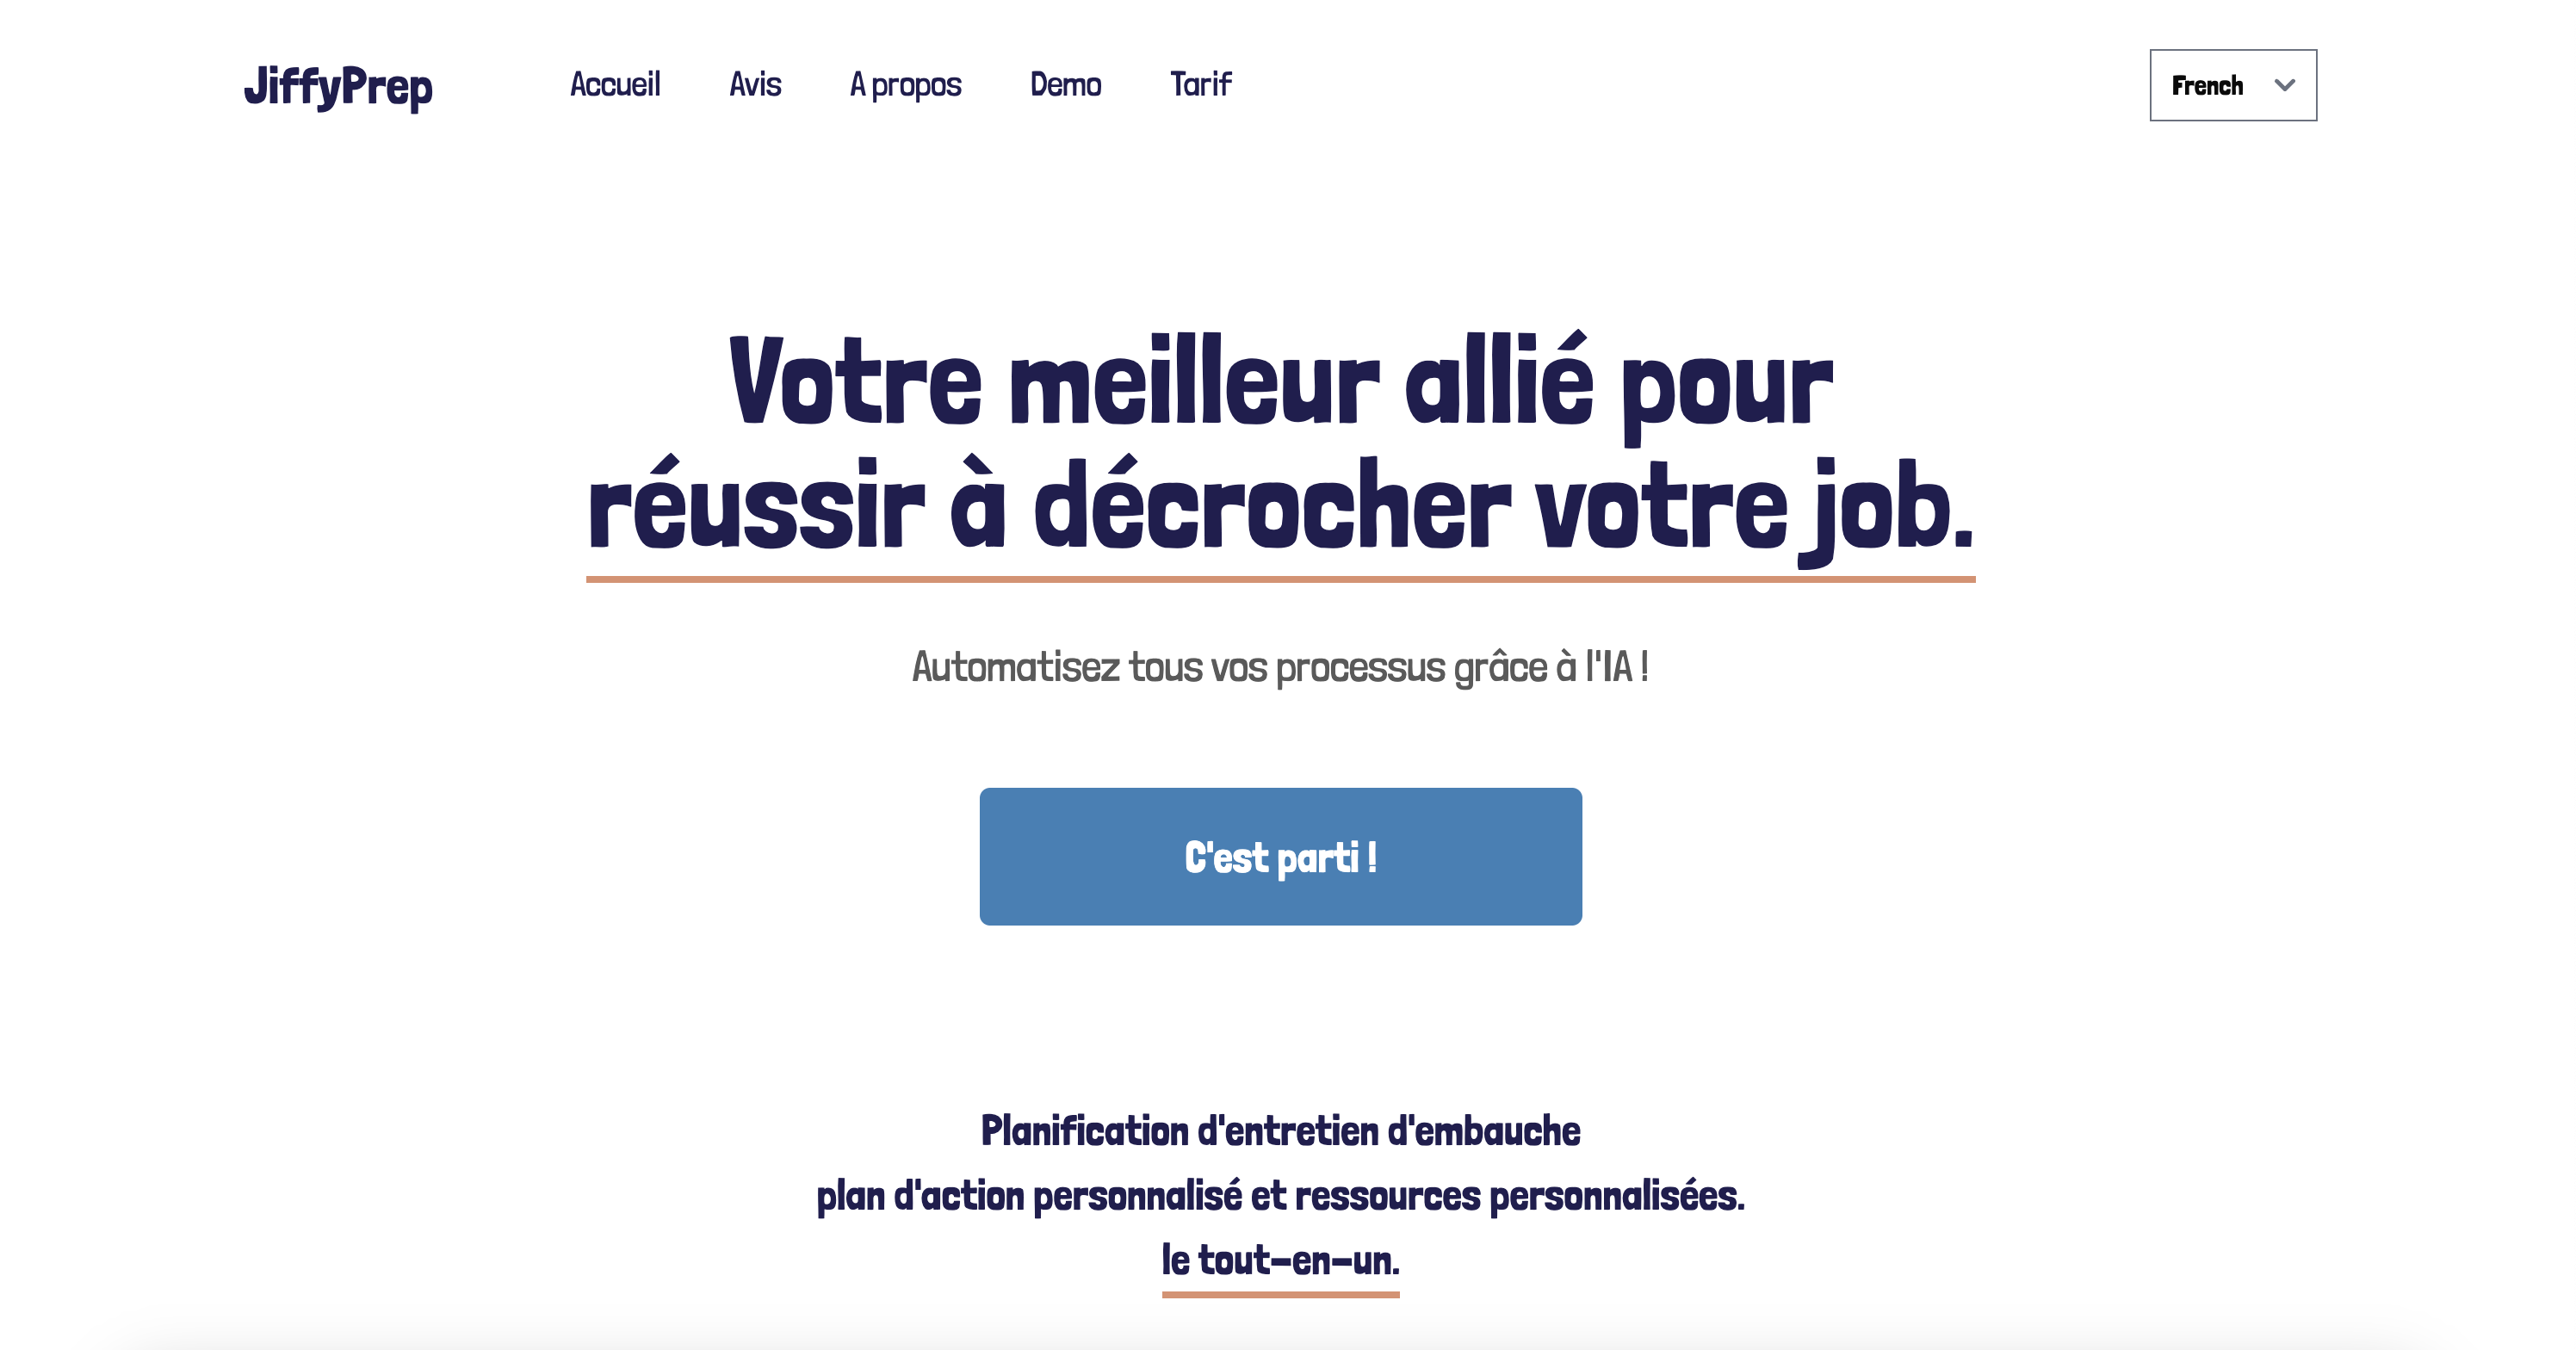 JiffyPrep
Accueil
Avis
A propos
Demo
Tarif
French
Votre meilleur allié pour
réussir à décrocher votre job.
Automatisez tous vos processus grâce à l'IA !
C'est parti !
Planification d'entretien d'embauche
plan d'action personnalisé et ressources personnalisées.
le tout-en-un.